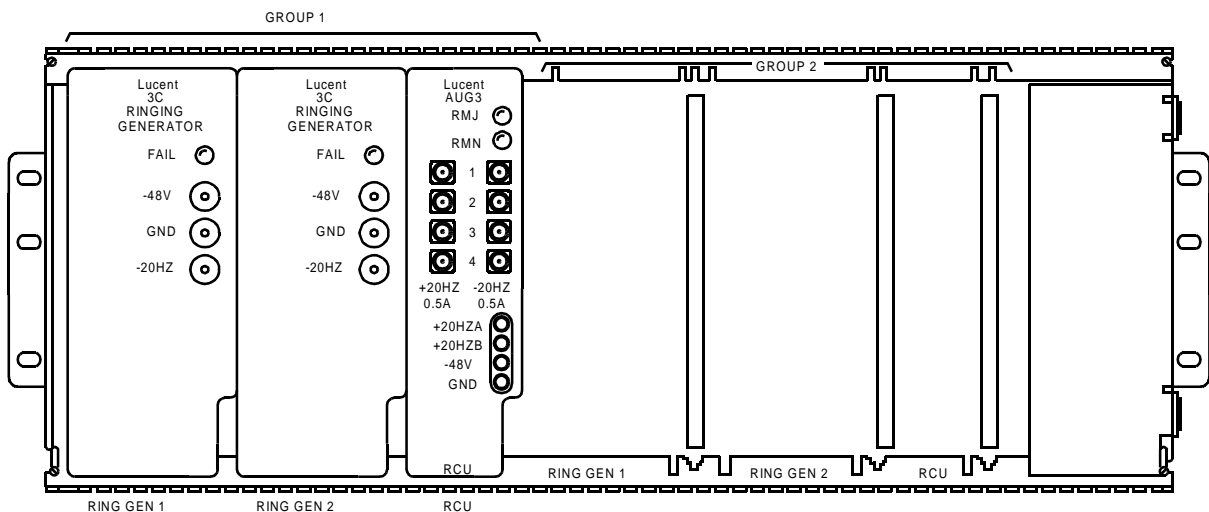 GROUP 1
GROUP 2
Lucent
3C
RINGING
GENERATOR
FAIL
-48V
GND
-20HZ
Lucent
3C
RINGING
GENERATOR
FAIL
-48V
GND
-20HZ
Lucent
AUG3
RMJ
RMN
1
2
3
4
+20HZ -20HZ
0.5A 0.5A
+20HZA
+20HZB
-48V
GND
RCU
RING GEN 1
RING GEN 2
RCU
RING GEN 1
RING GEN 2
RCU